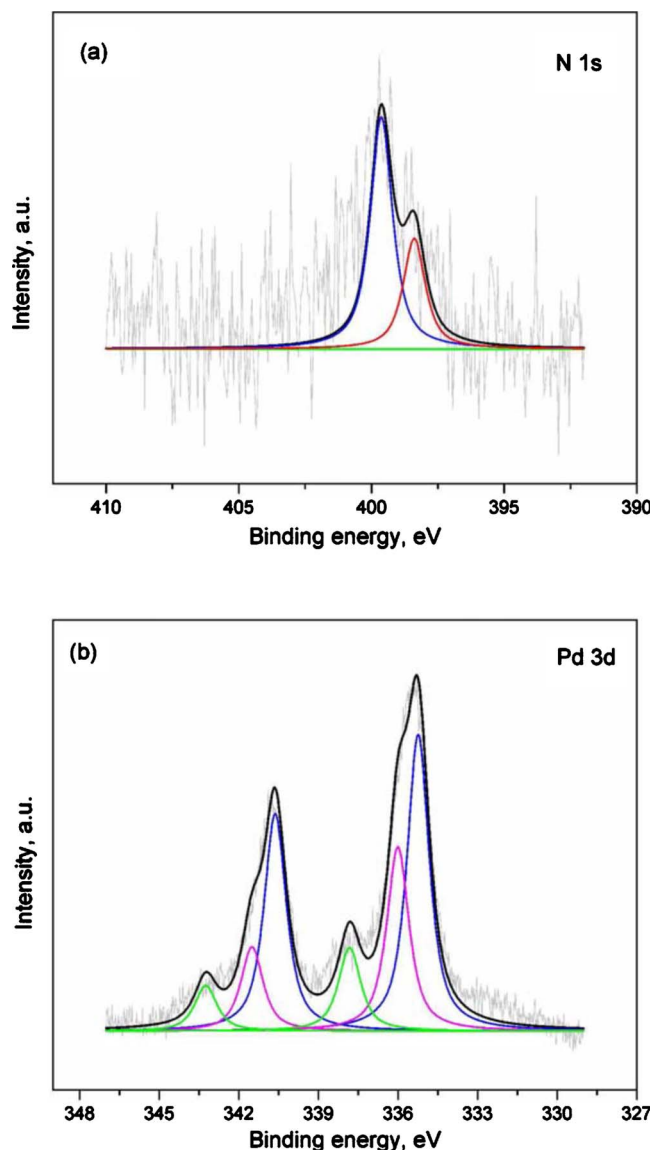 (a)
N 1s
Intensity, a.u.
410 405 400 395 390
Binding energy, eV
(b)
Pd 3d
Intensity, a.u.
348 345 341 339 336 333 330 327
Binding energy, eV